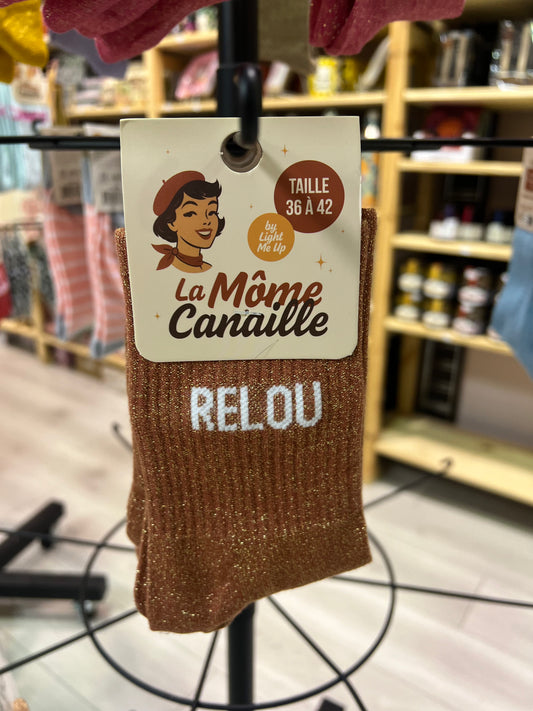 TAILLE
36 À 42
by
Light
Me Up
La Môme
Canaille
RELOU